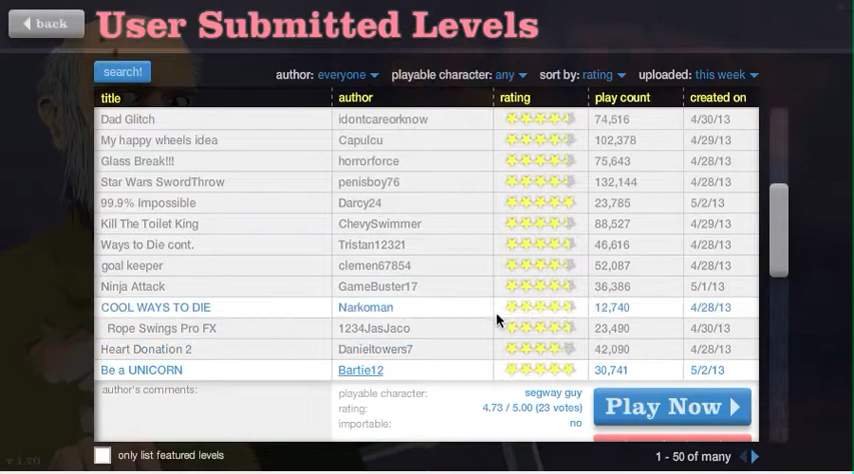 back User Submitted Levels
search! author: everyone playable character: any sort by: rating uploaded: this week
title author rating play count created on
Dad Glitch idontcareorknow 74,516 4/30/13
My happy wheels idea Capulcu 102,378 4/29/13
Glass Break!!! horrorforce 75,643 4/28/13
Star Wars SwordThrow penisboy76 132,144 4/28/13
99.9% Impossible Darcy24 23,785 5/2/13
Kill The Toilet King ChevySwimmer 88,527 4/29/13
Ways to Die cont. Tristan12321 46,616 4/28/13
goal keeper clemen67854 52,087 4/28/13
Ninja Attack GameBuster17 36,386 5/1/13
COOL WAYS TO DIE Narkoman 12,740 4/28/13
Rope Swings Pro FX 1234JasJaco 23,490 4/30/13
Heart Donation 2 Danieltowers7 42,090 4/28/13
Be a UNICORN Bartie12 30,741 5/2/13
author's comments: playable character: segway guy
rating: 4.73 / 5.00 (23 votes) Play Now
importable: no
v 1.70 only list featured levels 1 - 50 of many